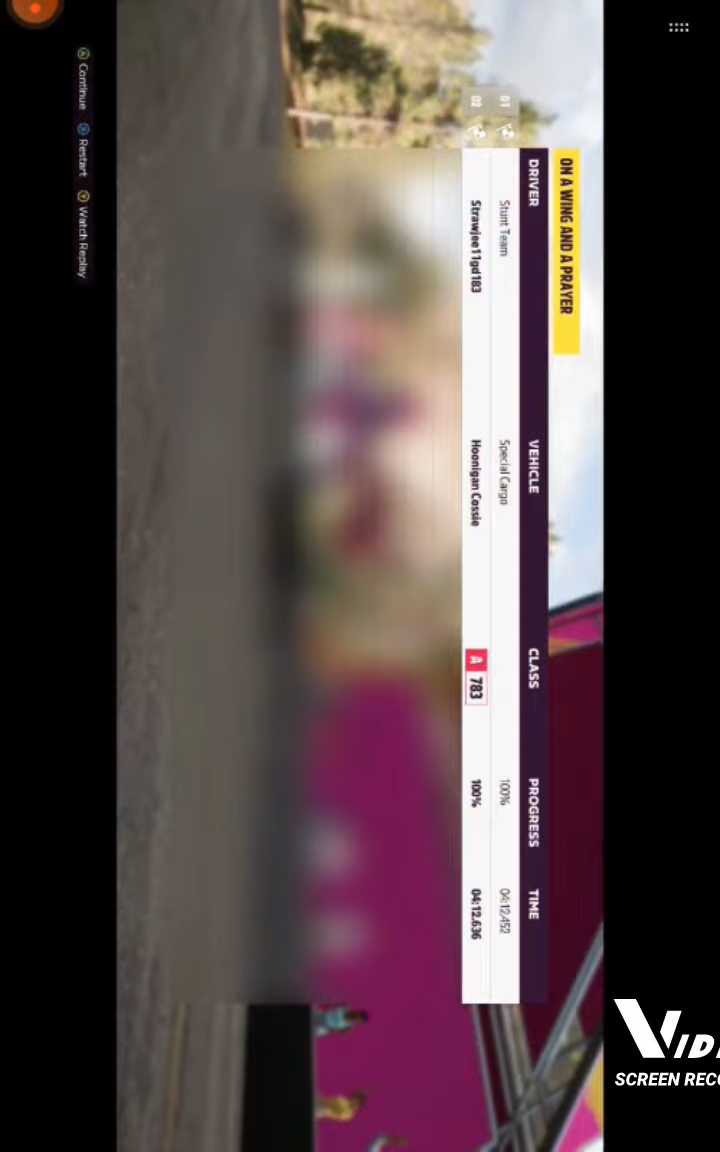 ON A WING AND A PRAYER
DRIVER VEHICLE CLASS PROGRESS TIME
01 Stunt Team Special Cargo 100% 04:12.452
02 Strawjee11gd183 Hoonigan Cossie A 783 100% 04:12.636
A Continue X Restart Y Watch Replay
SCREEN RECO